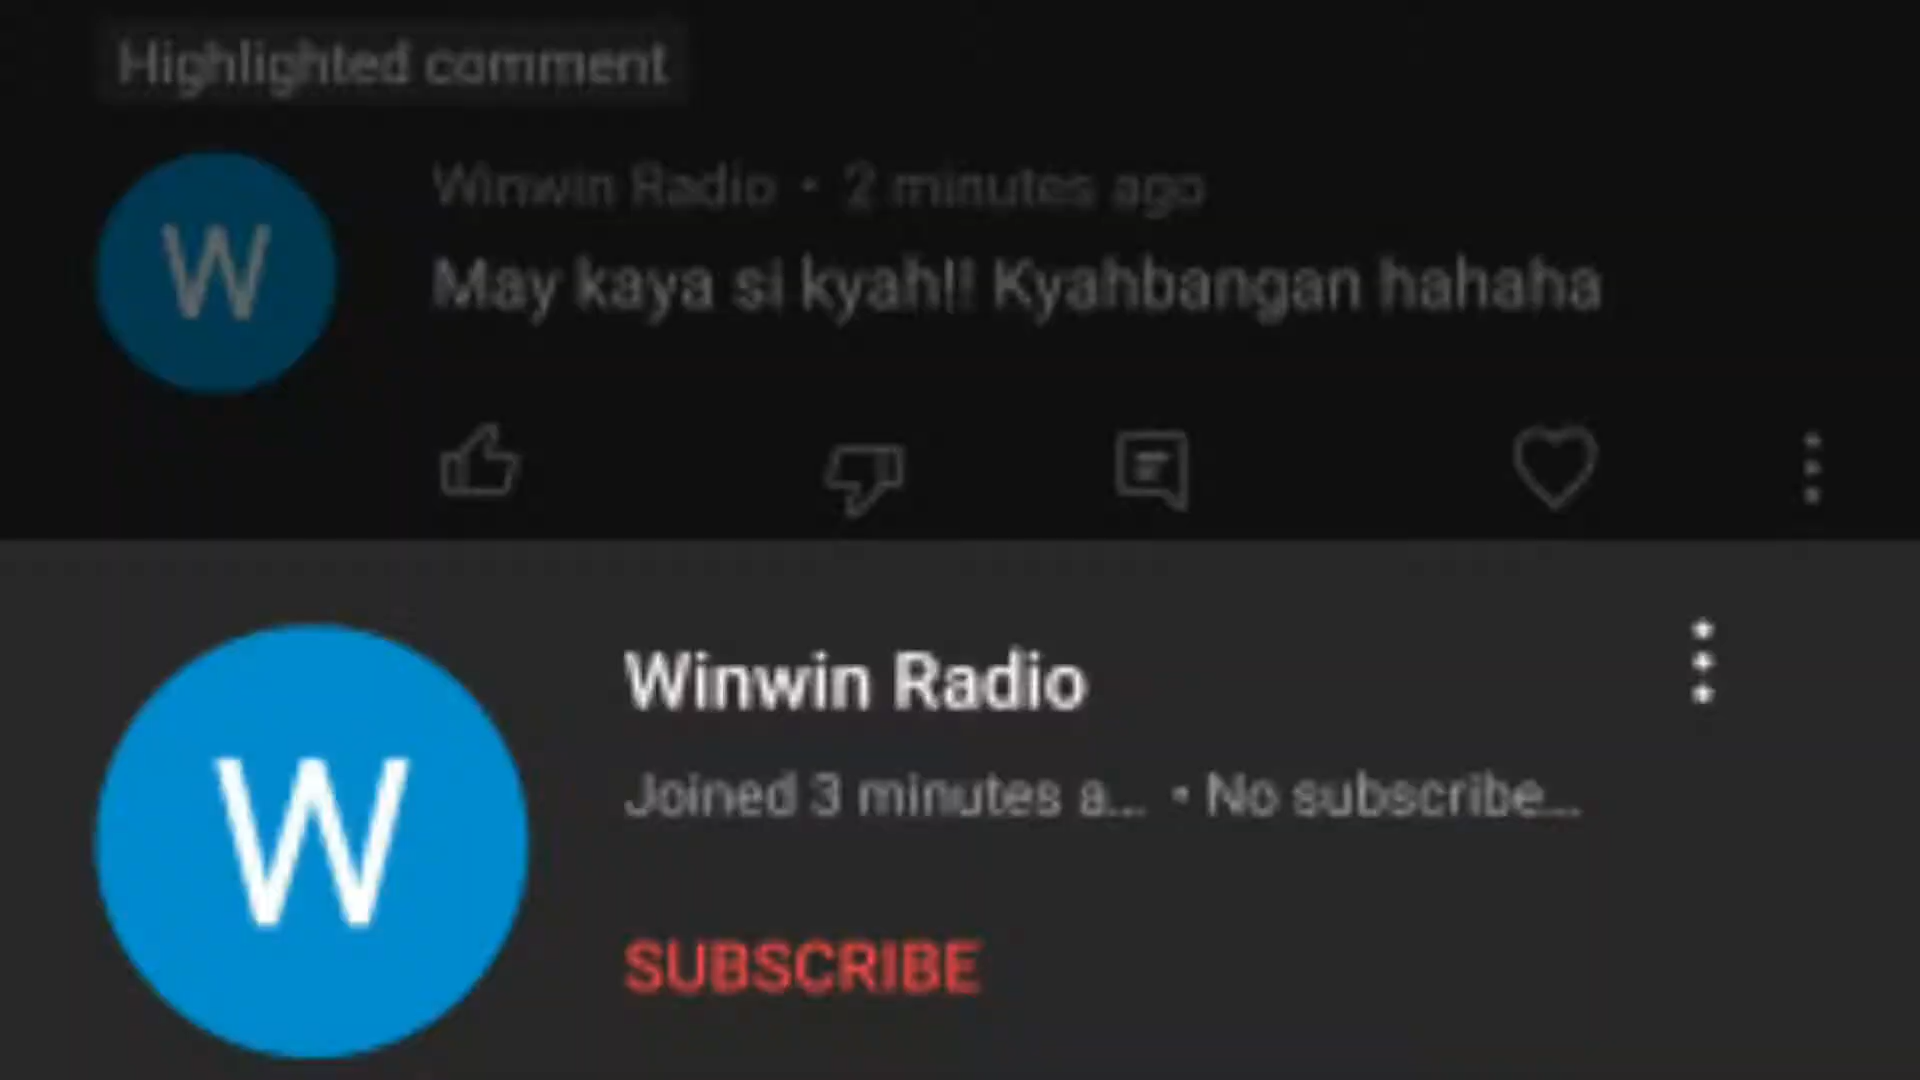 Highlighted comment
W
Winwin Radio • 2 minutes ago
May kaya si kyah!! Kyahbangan hahaha
W
Winwin Radio
Joined 3 minutes a... • No subscribe...
SUBSCRIBE